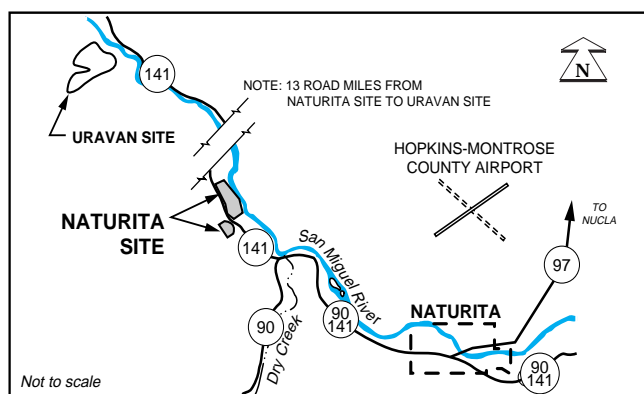 141
NOTE: 13 ROAD MILES FROM
NATURITA SITE TO URAVAN SITE
N
URAVAN SITE
HOPKINS-MONTROSE
COUNTY AIRPORT
NATURITA
SITE
TO
NUCLA
141
San Miguel River
97
90
Dry Creek
90
141
NATURITA
90
141
Not to scale